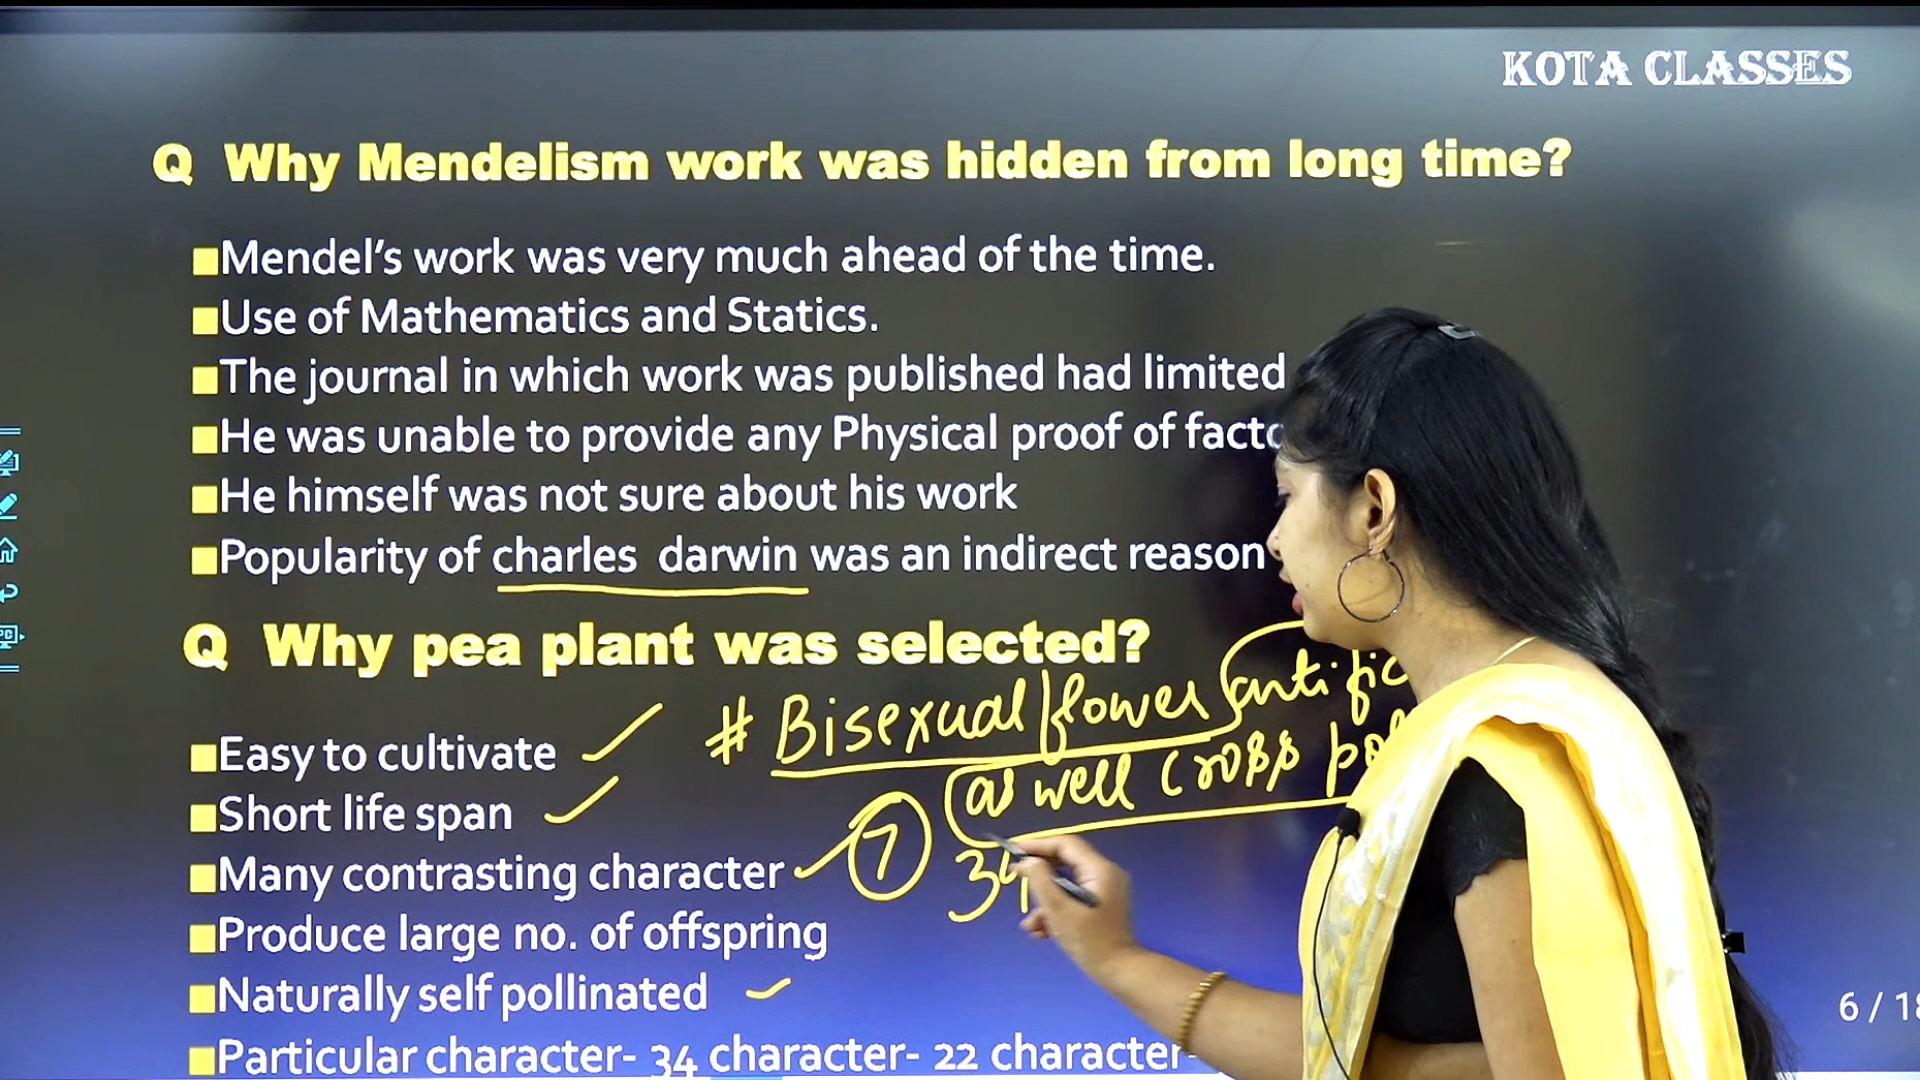 KOTA CLASSES
Q Why Mendelism work was hidden from long time?
Mendel's work was very much ahead of the time.
Use of Mathematics and Statics.
The journal in which work was published had limited
He was unable to provide any Physical proof of
He himself was not sure about his work
Popularity of charles darwin was an indirect reason
Q Why pea plant was selected?
# Bisexual flower
as well cross
Easy to cultivate
Short life span
Many contrasting character 7
34
Produce large no. of offspring
Naturally self pollinated
6 /
Particular character- 34 character- 22 character-